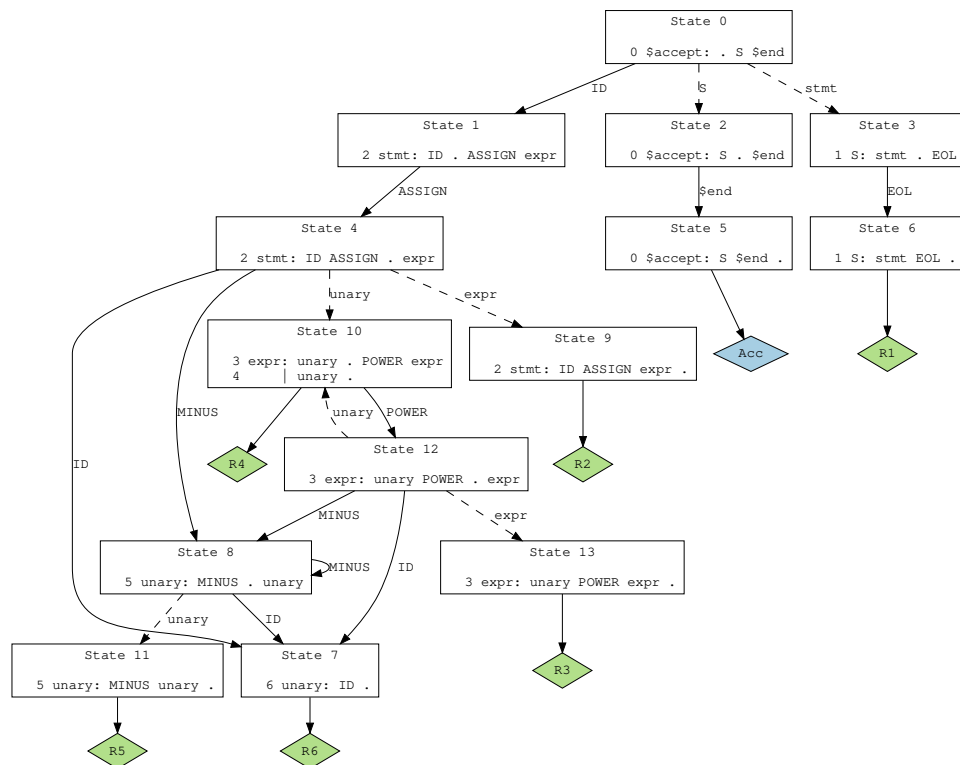 State 0
0 $accept: . S $end
ID
S
stmt
State 1
2 stmt: ID . ASSIGN expr
State 2
0 $accept: S . $end
State 3
1 S: stmt . EOL
ASSIGN
$end
EOL
State 4
2 stmt: ID ASSIGN . expr
State 5
0 $accept: S $end .
State 6
1 S: stmt EOL .
unary
expr
State 10
3 expr: unary . POWER expr
4 | unary .
State 9
2 stmt: ID ASSIGN expr .
Acc
R1
MINUS
unary
POWER
ID
R4
State 12
3 expr: unary POWER . expr
R2
MINUS
expr
State 8
5 unary: MINUS . unary
MINUS
ID
State 13
3 expr: unary POWER expr .
unary
ID
State 11
5 unary: MINUS unary .
State 7
6 unary: ID .
R3
R5
R6